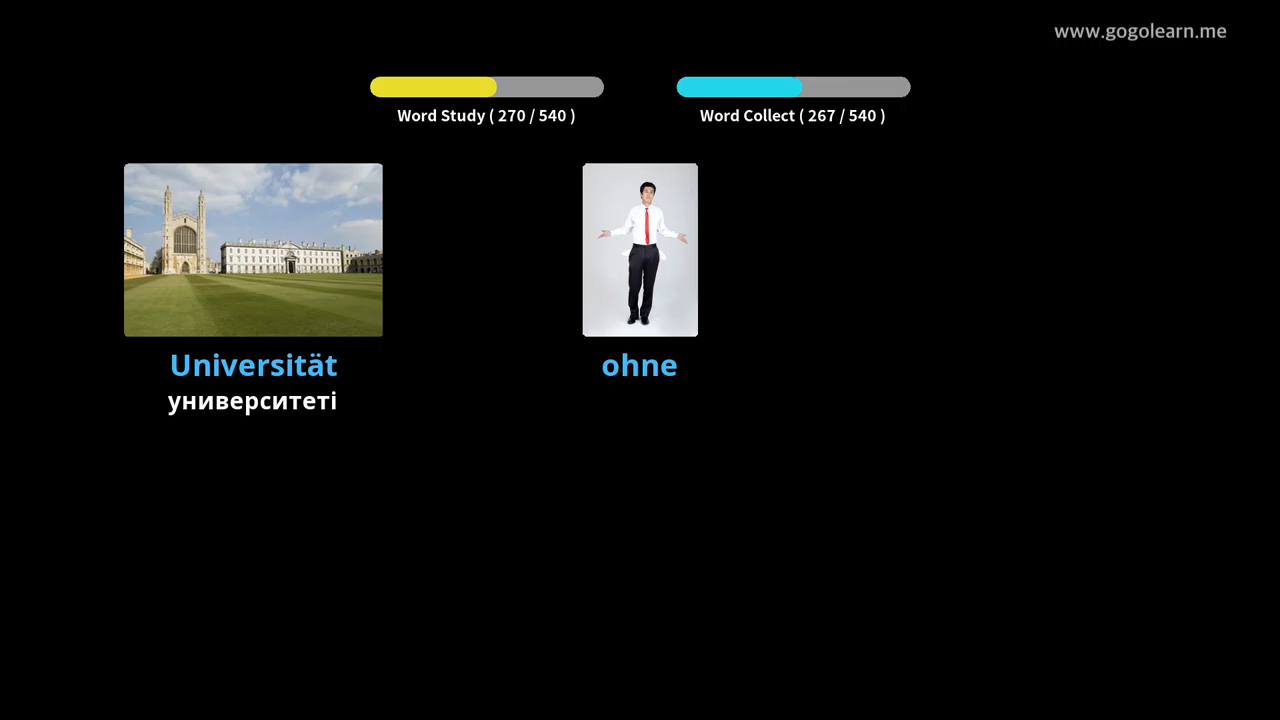 www.gogolearn.me
Word Study ( 270 / 540 )
Word Collect ( 267 / 540 )
Universität
университеті
ohne